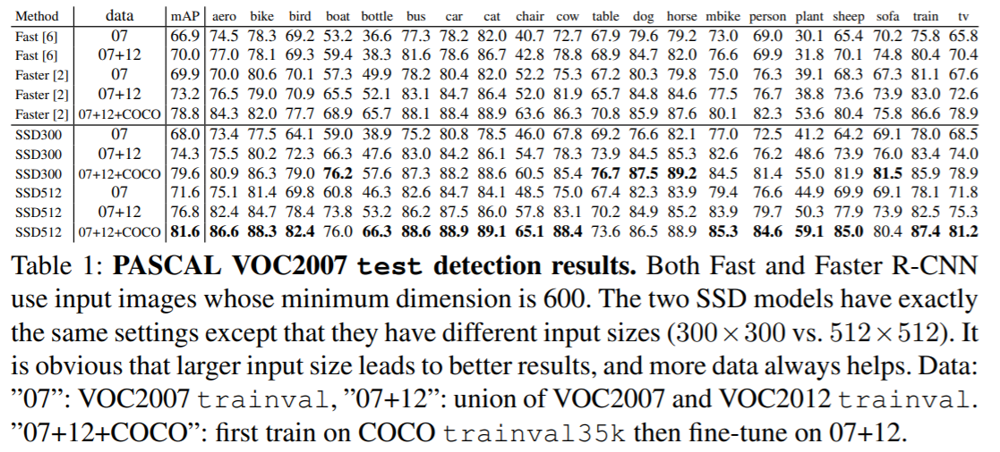 Method data mAP aero bike bird boat bottle bus car cat chair cow table dog horse mbike person plant sheep sofa train tv
Fast [6] 07 66.9 74.5 78.3 69.2 53.2 36.6 77.3 78.2 82.0 40.7 72.7 67.9 79.6 79.2 73.0 69.0 30.1 65.4 70.2 75.8 65.8
Fast [6] 07+12 70.0 77.0 78.1 69.3 59.4 38.3 81.6 78.6 86.7 42.8 78.8 68.9 84.7 82.0 76.6 69.9 31.8 70.1 74.8 80.4 70.4
Faster [2] 07 69.9 70.0 80.6 70.1 57.3 49.9 78.2 80.4 82.0 52.2 75.3 67.2 80.3 79.8 75.0 76.3 39.1 68.3 67.3 81.1 67.6
Faster [2] 07+12 73.2 76.5 79.0 70.9 65.5 52.1 83.1 84.7 86.4 52.0 81.9 65.7 84.8 84.6 77.5 76.7 38.8 73.6 73.9 83.0 72.6
Faster [2] 07+12+COCO 78.8 84.3 82.0 77.7 68.9 65.7 88.1 88.4 88.9 63.6 86.3 70.8 85.9 87.6 80.1 82.3 53.6 80.4 75.8 86.6 78.9
SSD300 07 68.0 73.4 77.5 64.1 59.0 38.9 75.2 80.8 78.5 46.0 67.8 69.2 76.6 82.1 77.0 72.5 41.2 64.2 69.1 78.0 68.5
SSD300 07+12 74.3 75.5 80.2 72.3 66.3 47.6 83.0 84.2 86.1 54.7 78.3 73.9 84.5 85.3 82.6 76.2 48.6 73.9 76.0 83.4 74.0
SSD300 07+12+COCO 79.6 80.9 86.3 79.0 76.2 57.6 87.3 88.2 88.6 60.5 85.4 76.7 87.5 89.2 84.5 81.4 55.0 81.9 81.5 85.9 78.9
SSD512 07 71.6 75.1 81.4 69.8 60.8 46.3 82.6 84.7 84.1 48.5 75.0 67.4 82.3 83.9 79.4 76.6 44.9 69.9 69.1 78.1 71.8
SSD512 07+12 76.8 82.4 84.7 78.4 73.8 53.2 86.2 87.5 86.0 57.8 83.1 70.2 84.9 85.2 83.9 79.7 50.3 77.9 73.9 82.5 75.3
SSD512 07+12+COCO 81.6 86.6 88.3 82.4 76.0 66.3 88.6 88.9 89.1 65.1 88.4 73.6 86.5 88.9 85.3 84.6 59.1 85.0 80.4 87.4 81.2
Table 1: PASCAL VOC2007 test detection results. Both Fast and Faster R-CNN
use input images whose minimum dimension is 600. The two SSD models have exactly
the same settings except that they have different input sizes (300×300 vs. 512×512). It
is obvious that larger input size leads to better results, and more data always helps. Data:
”07”: VOC2007 trainval, ”07+12”: union of VOC2007 and VOC2012 trainval.
”07+12+COCO”: first train on COCO trainval35k then fine-tune on 07+12.